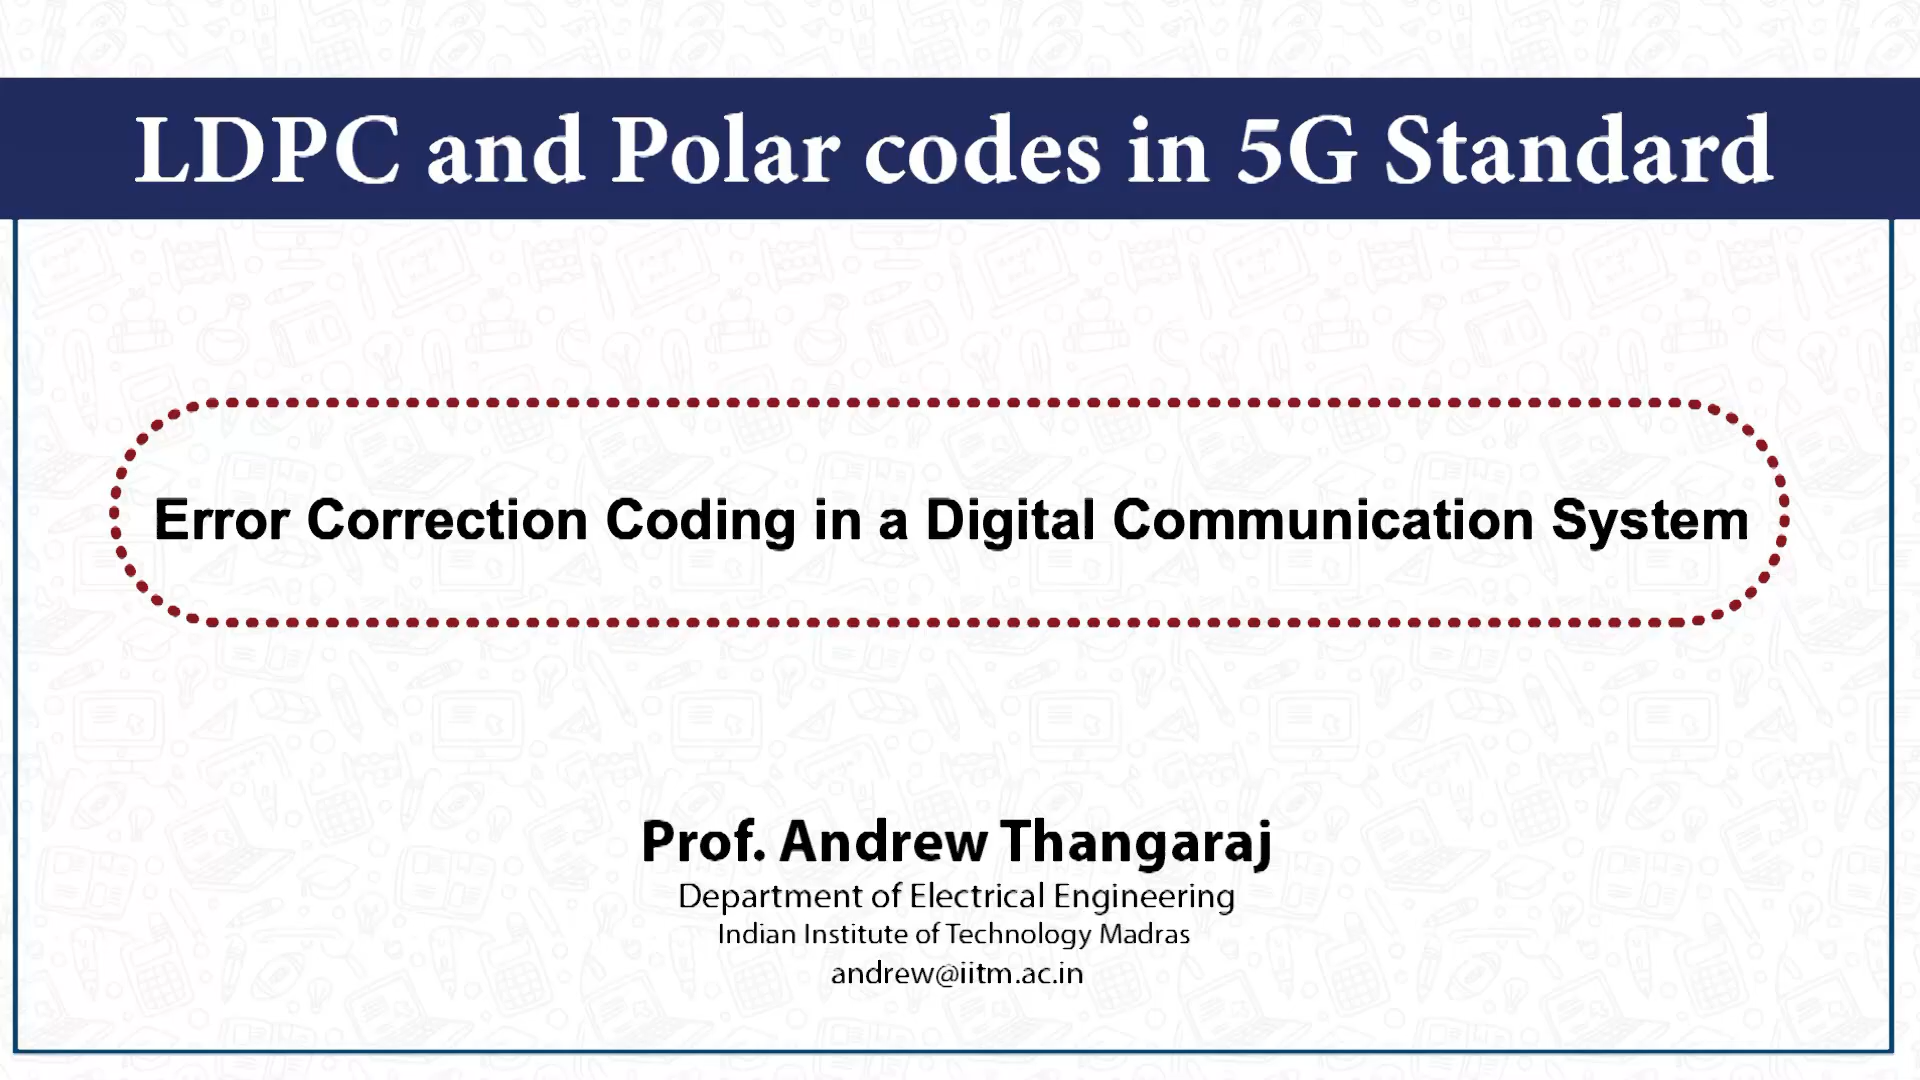 LDPC and Polar codes in 5G Standard
Error Correction Coding in a Digital Communication System
Prof. Andrew Thangaraj
Department of Electrical Engineering
Indian Institute of Technology Madras
andrew@iitm.ac.in